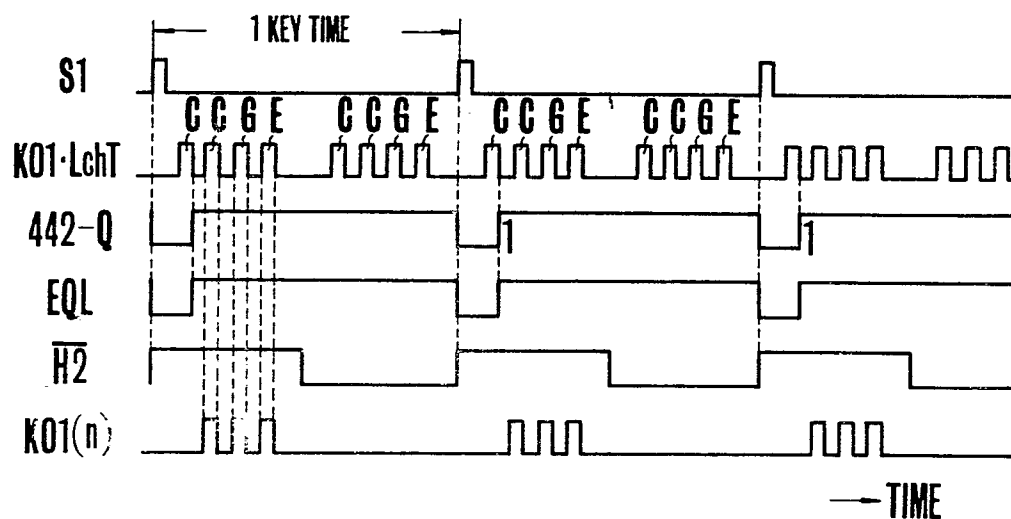 1 KEY TIME
S1
C C G E C C G E C C G E C C G E
K01·LchT
442-Q
1 1
EQL
H2
K01(n)
TIME